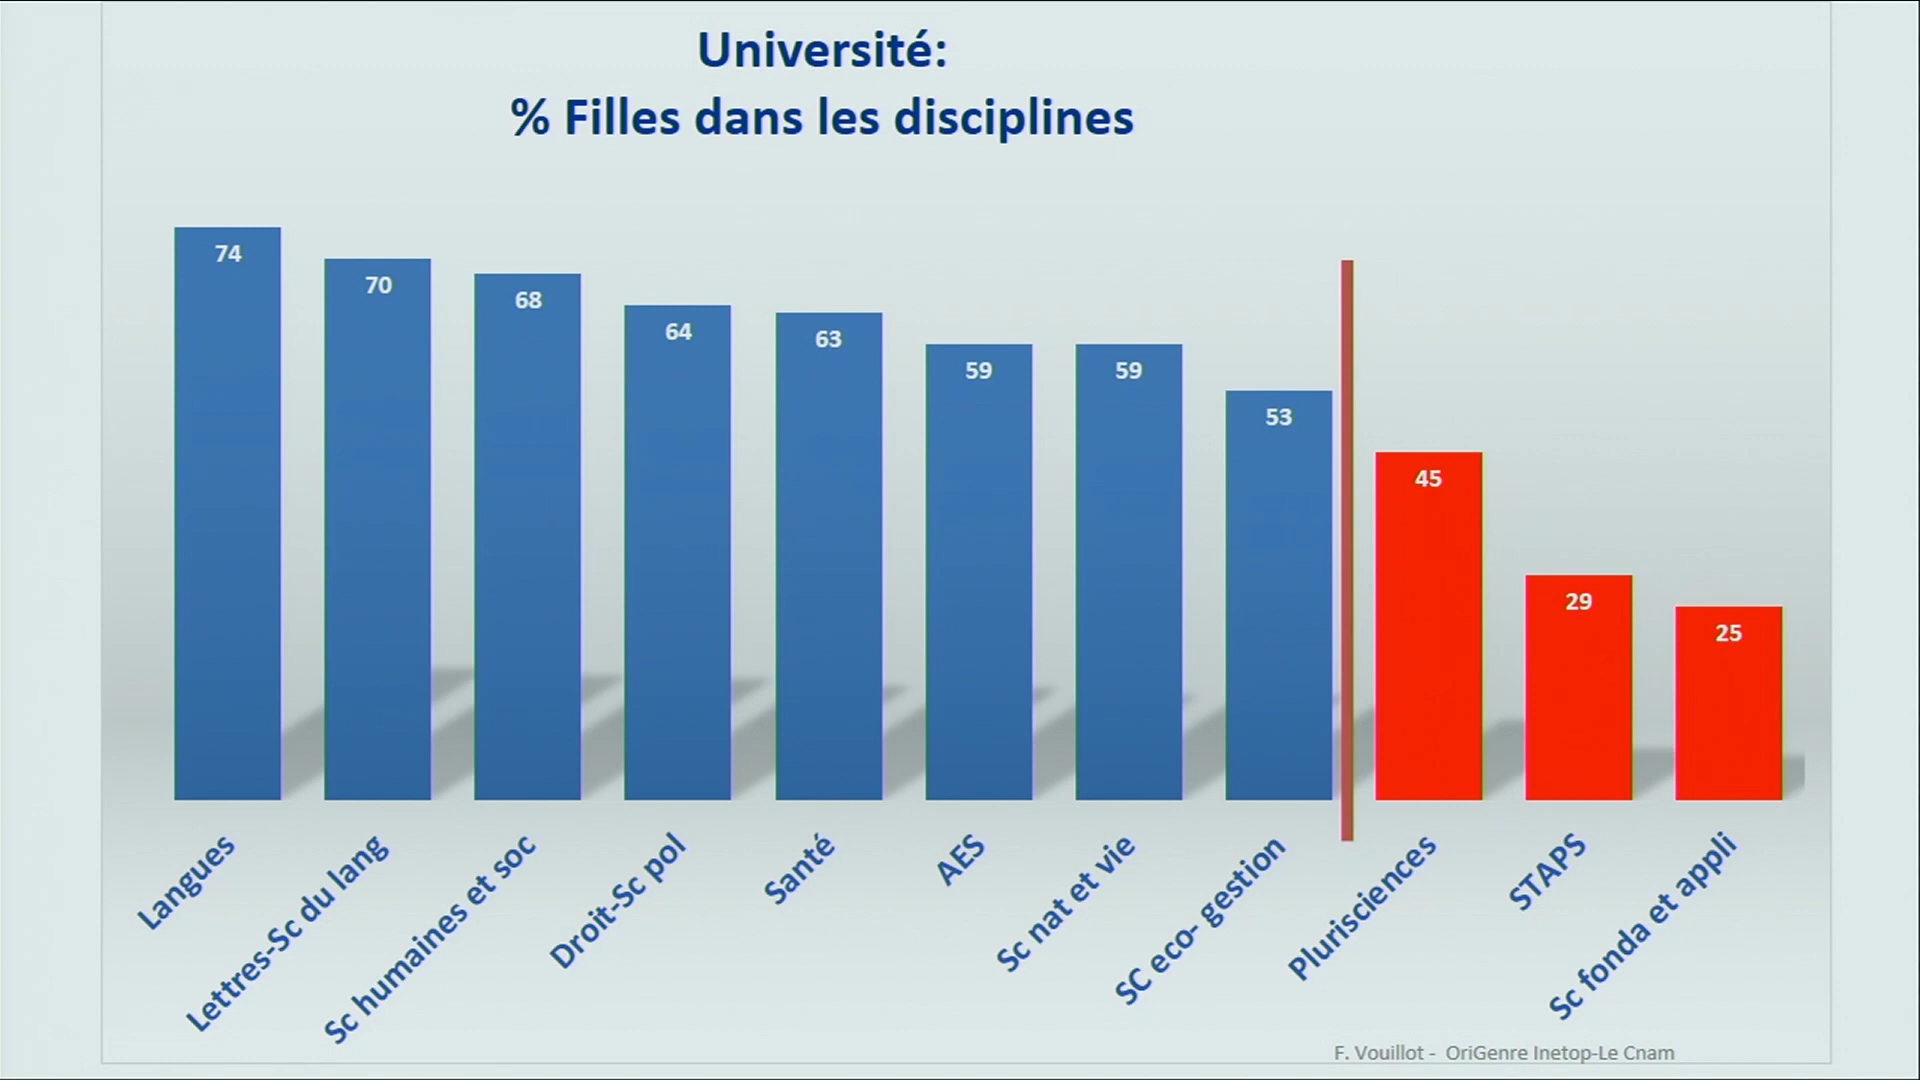 Université:
% Filles dans les disciplines
74
70
68
64
63
59
59
53
45
29
25
Langues
Lettres-Sc du lang
Sc humaines et soc
Droit-Sc pol
Santé
AES
Sc nat et vie
SC eco- gestion
Plurisciences
STAPS
Sc fonda et appli
F. Vouillot - OriGenre Inetop-Le Cnam